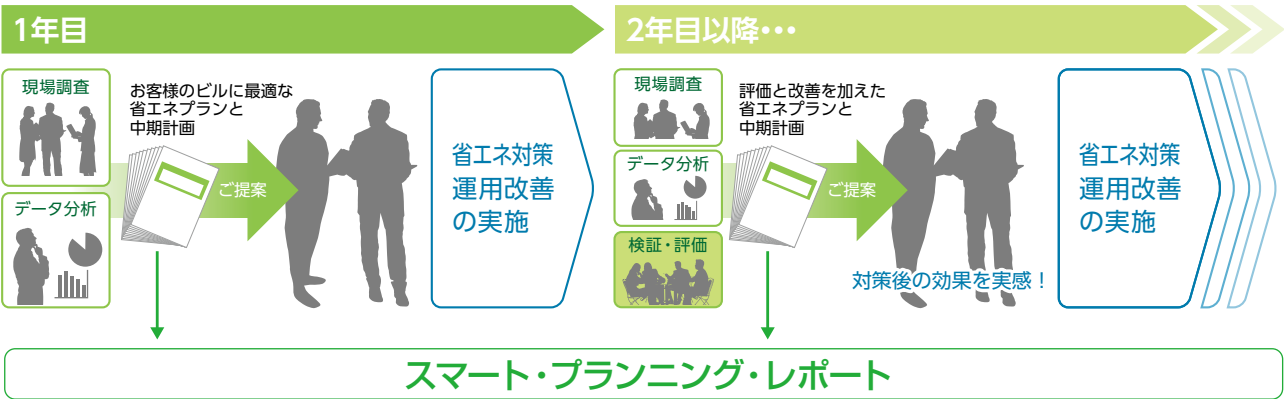 1年目
現場調査
データ分析
お客様のビルに最適な
省エネプランと
中期計画
ご提案
省エネ対策
運用改善
の実施
2年目以降･･･
現場調査
データ分析
検証・評価
評価と改善を加えた
省エネプランと
中期計画
ご提案
対策後の効果を実感！
省エネ対策
運用改善
の実施
スマート・プランニング・レポート